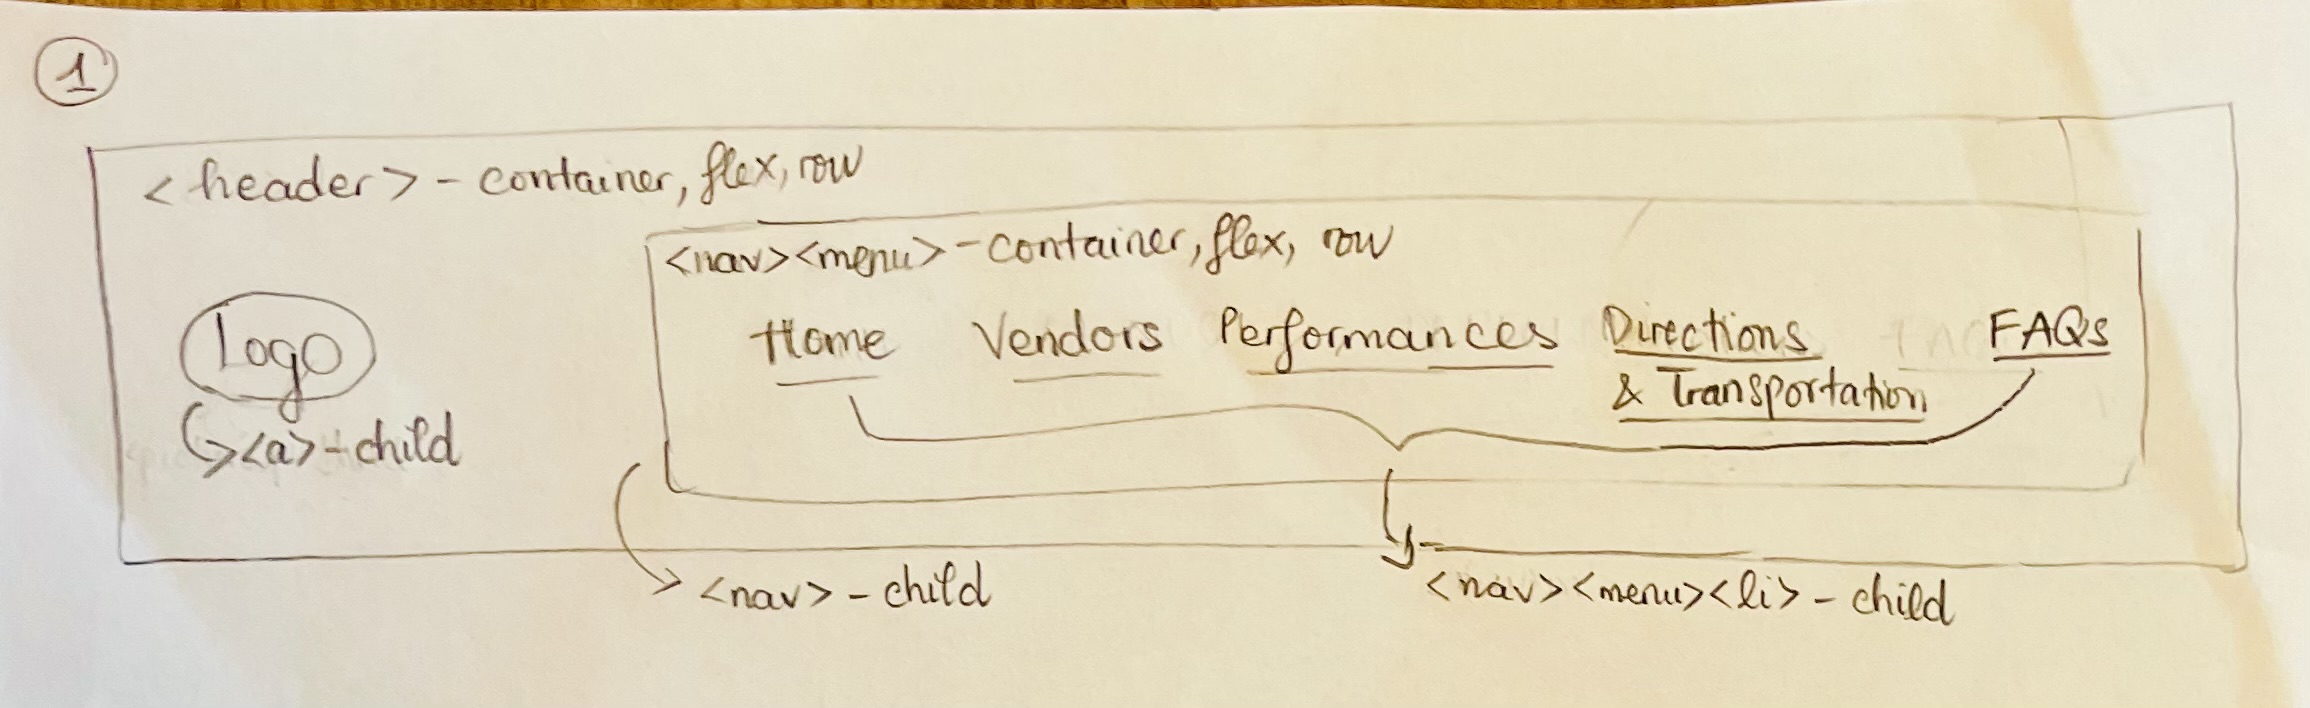 1
<header> - container, flex, row
<nav><menu> - container, flex, row
Logo
Home Vendors Performances Directions & Transportation FAQs
<a> - child
<nav> - child
<nav><menu><li> - child